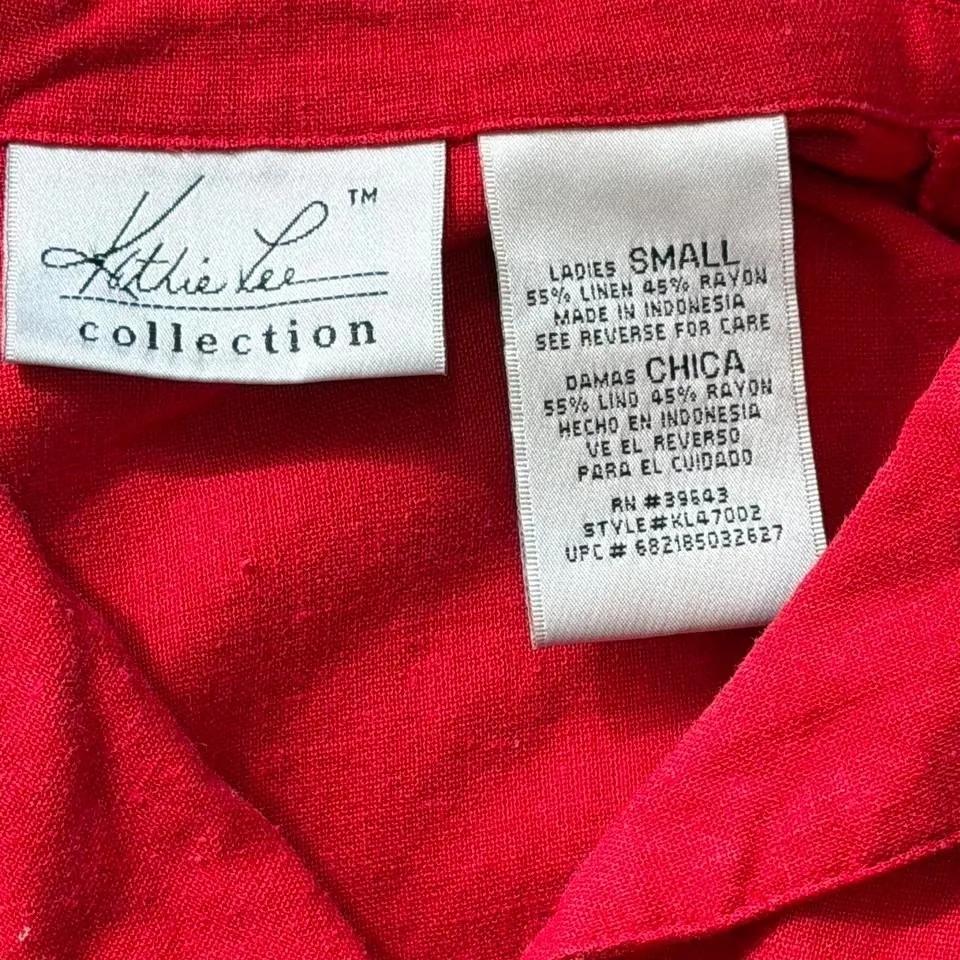 Kathie Lee ™
collection
LADIES SMALL
55% LINEN 45% RAYON
MADE IN INDONESIA
SEE REVERSE FOR CARE
DAMAS CHICA
55% LINO 45% RAYON
HECHO EN INDONESIA
VE EL REVERSO
PARA EL CUIDADO
RN #39643
STYLE#KL47002
UPC # 682185032627